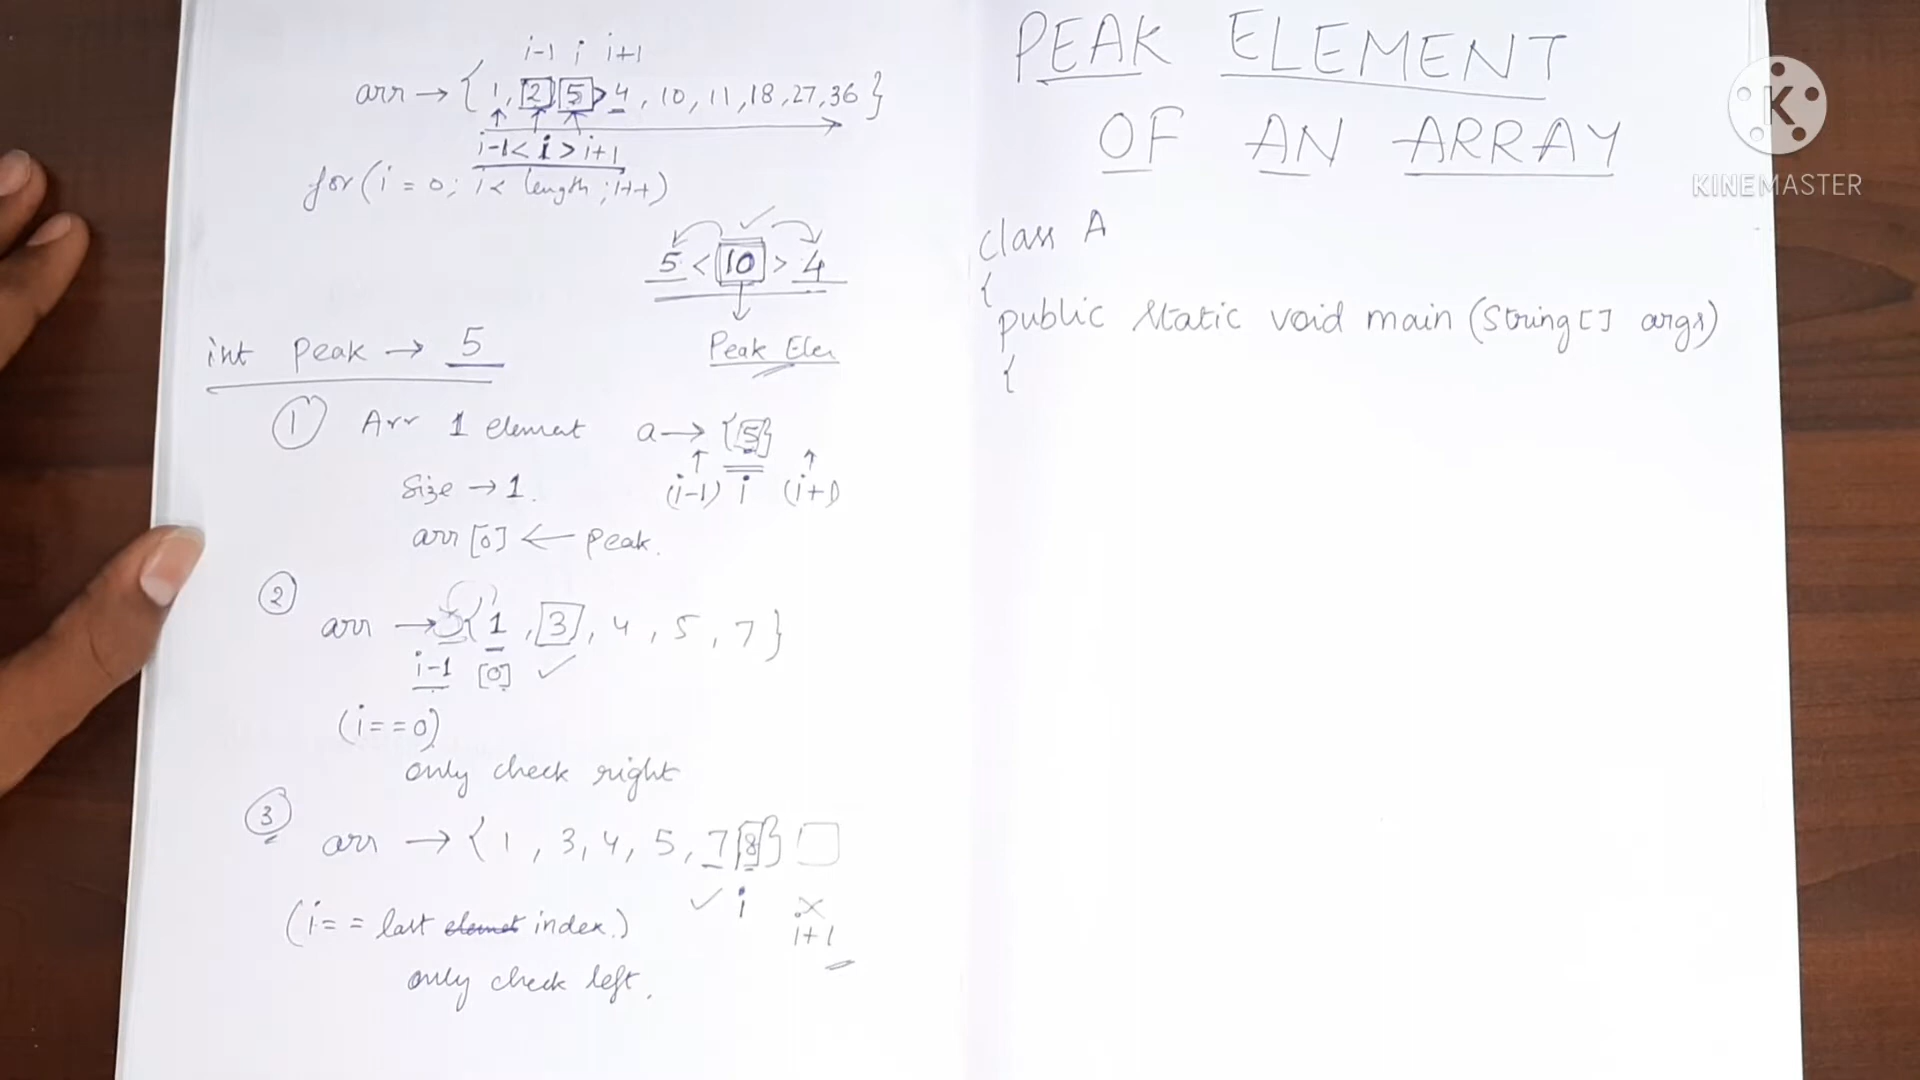 i-1 i i+1
arr → { 1, 2 5 > 4, 10, 11, 18, 27, 36 }
i-1 < i > i+1
for (i = 0; i < length; i++)
5 < 10 > 4
Peak Ele
int Peak → 5
① Arr 1 element a → {5}
(i-1) i (i+1)
Size → 1.
arr [0] ← Peak.
②
arr → { 1, 3, 4, 5, 7 }
i-1 [0] ✓
(i==0)
only check right
③
arr → { 1, 3, 4, 5, 7 8 }
✓ i ×
i+1
(i== last elemet index.)
only check left.
PEAK ELEMENT
OF AN ARRAY
class A
{
public static void main (String[] args)
{
K
KINEMASTER